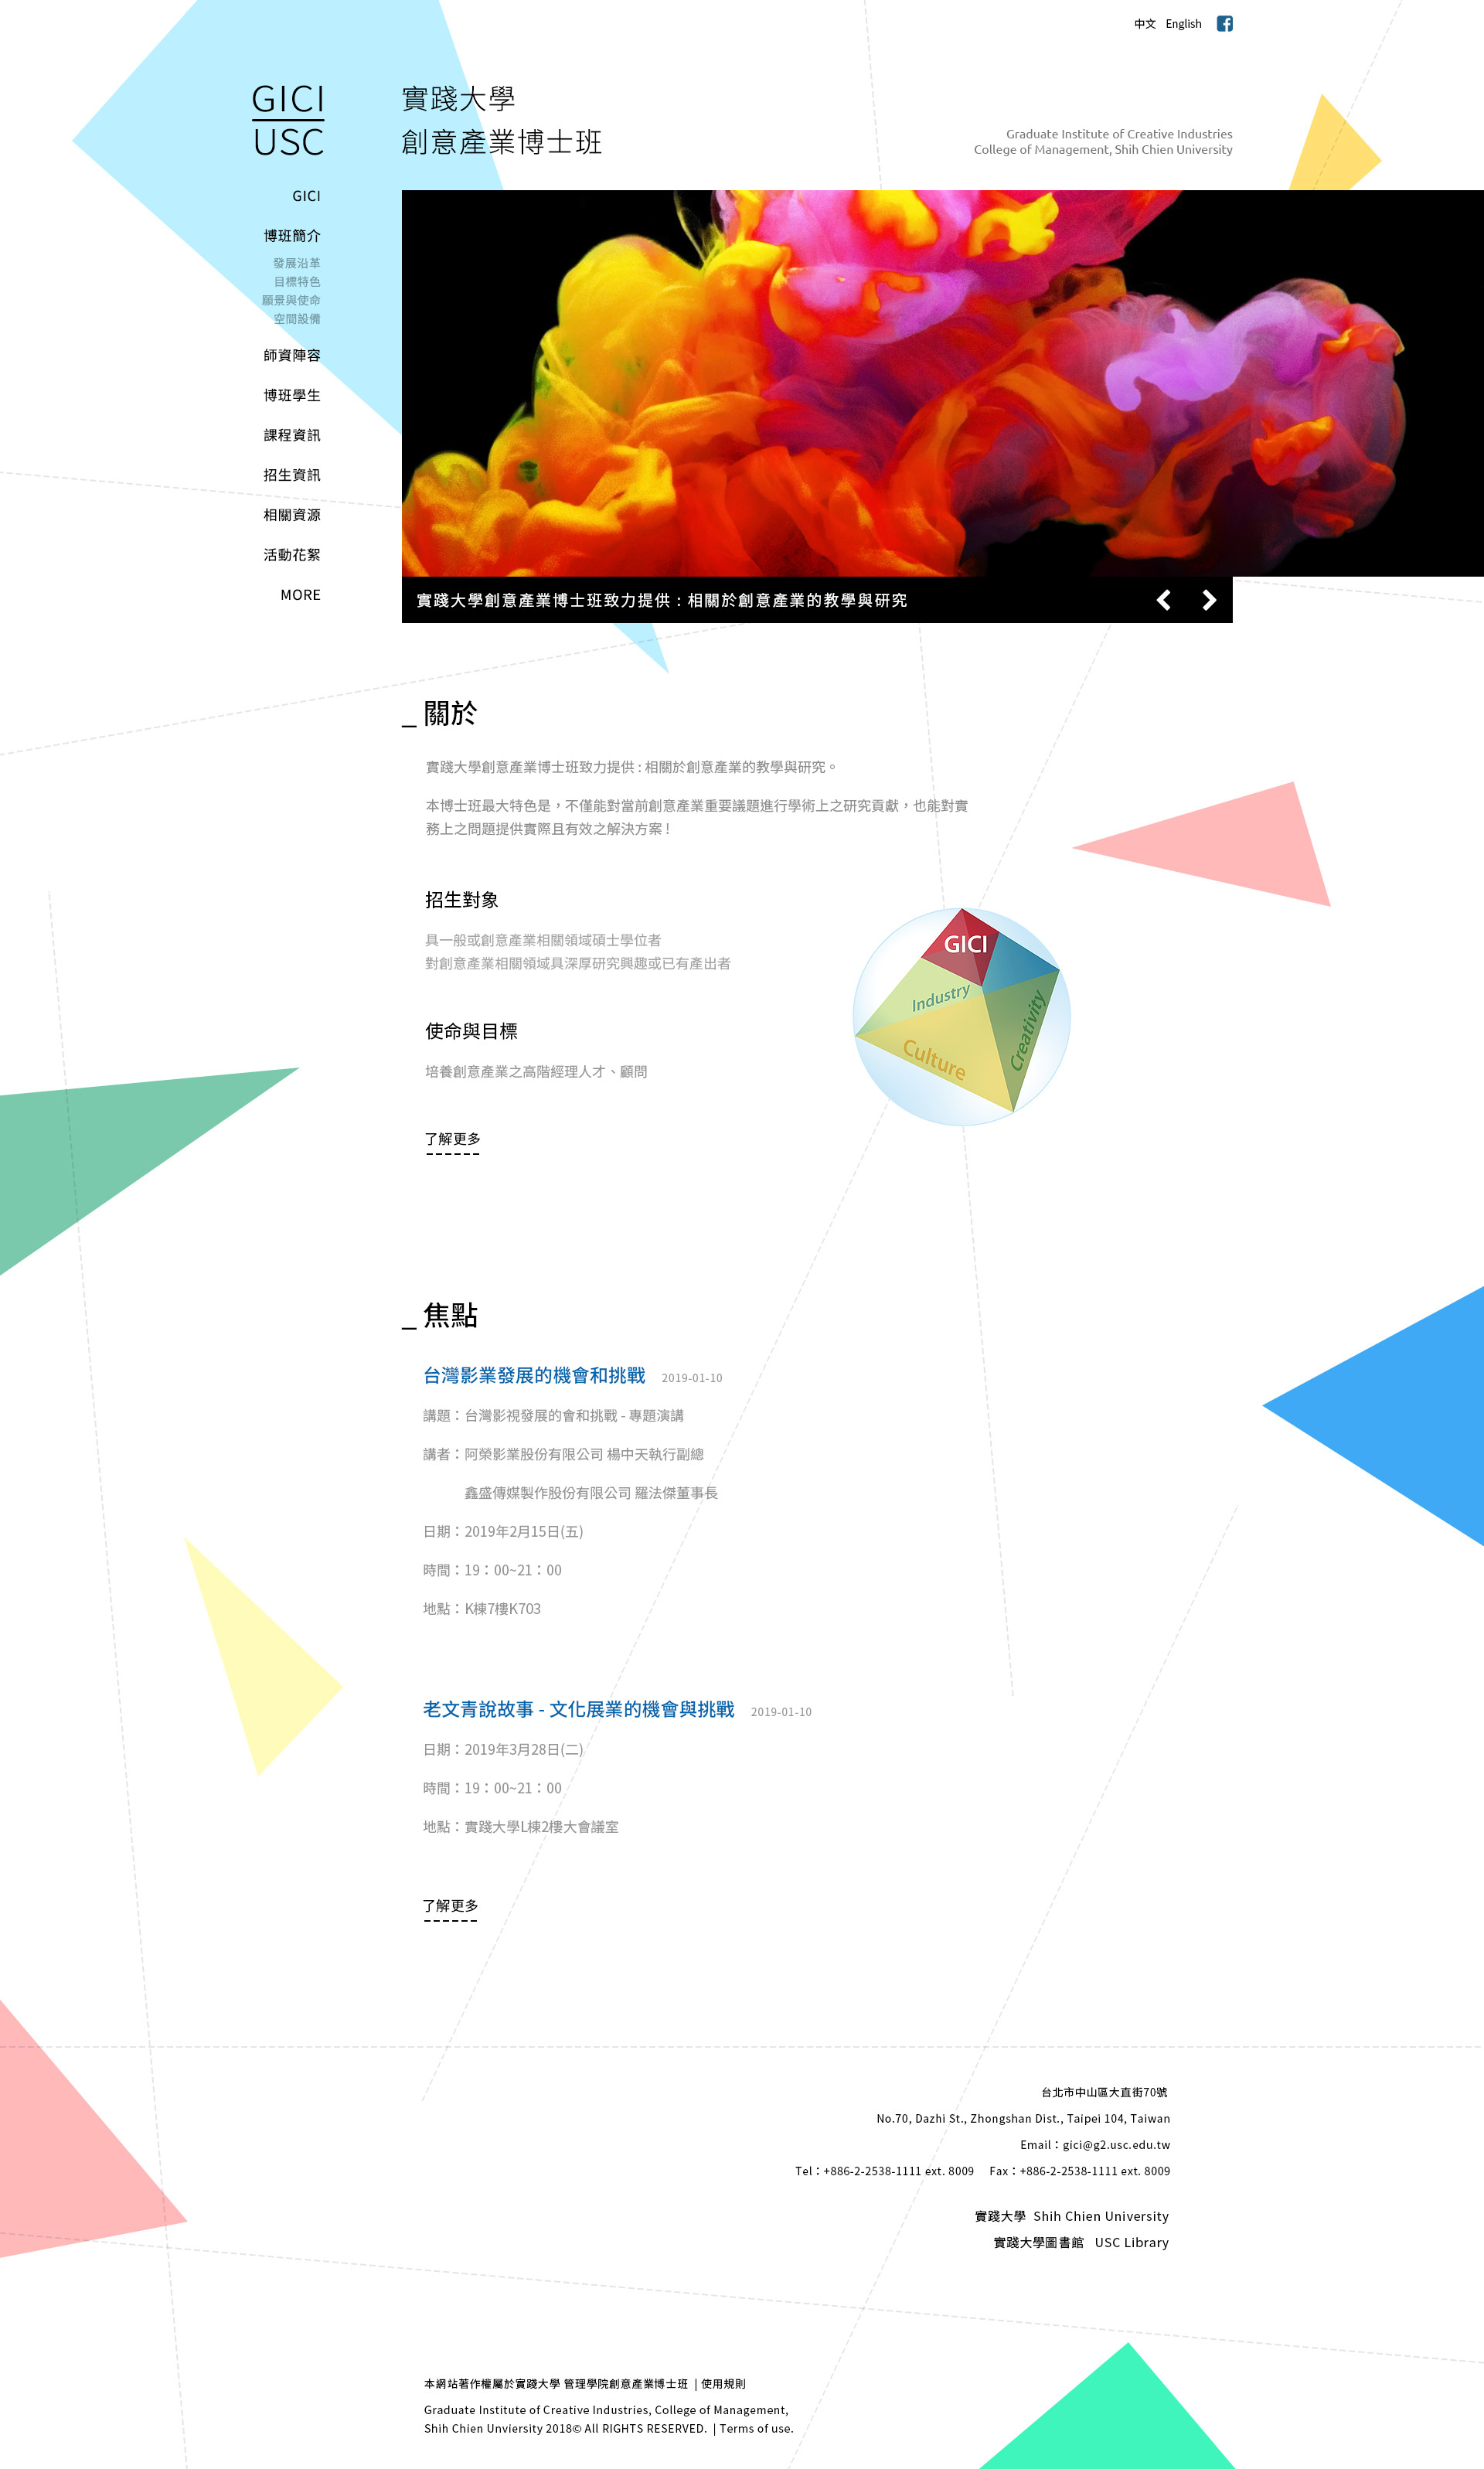 中文 English
GICI
USC
實踐大學
創意產業博士班
Graduate Institute of Creative Industries
College of Management, Shih Chien University
GICI
博班簡介
發展沿革
目標特色
願景與使命
空間設備
師資陣容
博班學生
課程資訊
招生資訊
相關資源
活動花絮
MORE
實踐大學創意產業博士班致力提供 : 相關於創意產業的教學與研究
_ 關於
實踐大學創意產業博士班致力提供 : 相關於創意產業的教學與研究。
本博士班最大特色是，不僅能對當前創意產業重要議題進行學術上之研究貢獻，也能對實
務上之問題提供實際且有效之解決方案 !
招生對象
具一般或創意產業相關領域碩士學位者
對創意產業相關領域具深厚研究興趣或已有產出者
使命與目標
培養創意產業之高階經理人才、顧問
了解更多
GICI
Industry
Culture
Creativity
_ 焦點
台灣影業發展的機會和挑戰 2019-01-10
講題：台灣影視發展的會和挑戰 - 專題演講
講者：阿榮影業股份有限公司 楊中天執行副總
鑫盛傳媒製作股份有限公司 羅法傑董事長
日期：2019年2月15日(五)
時間：19：00~21：00
地點：K棟7樓K703
老文青說故事 - 文化展業的機會與挑戰 2019-01-10
日期：2019年3月28日(二)
時間：19：00~21：00
地點：實踐大學L棟2樓大會議室
了解更多
台北市中山區大直街70號
No.70, Dazhi St., Zhongshan Dist., Taipei 104, Taiwan
Email：gici@g2.usc.edu.tw
Tel：+886-2-2538-1111 ext. 8009 Fax：+886-2-2538-1111 ext. 8009
實踐大學 Shih Chien University
實踐大學圖書館 USC Library
本網站著作權屬於實踐大學 管理學院創意產業博士班 | 使用規則
Graduate Institute of Creative Industries, College of Management,
Shih Chien Unviersity 2018© All RIGHTS RESERVED. | Terms of use.